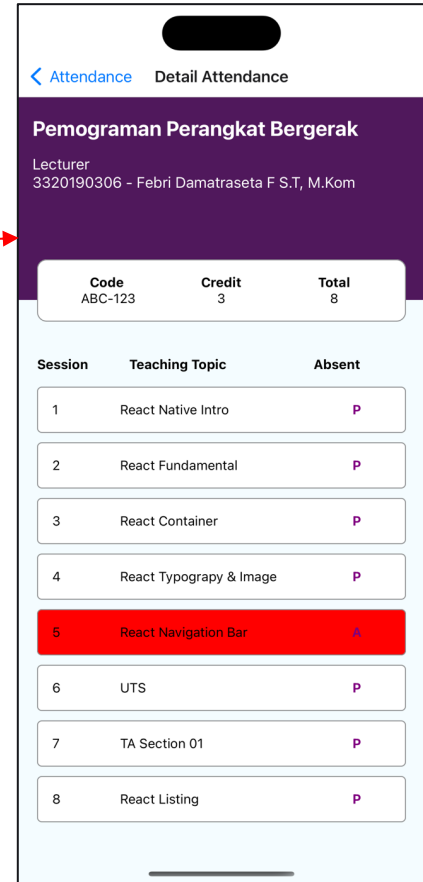 Attendance Detail Attendance
Pemograman Perangkat Bergerak
Lecturer
3320190306 - Febri Damatraseta F S.T, M.Kom
Code Credit Total
ABC-123 3 8
Session Teaching Topic Absent
1 React Native Intro P
2 React Fundamental P
3 React Container P
4 React Typograpy & Image P
5 React Navigation Bar A
6 UTS P
7 TA Section 01 P
8 React Listing P